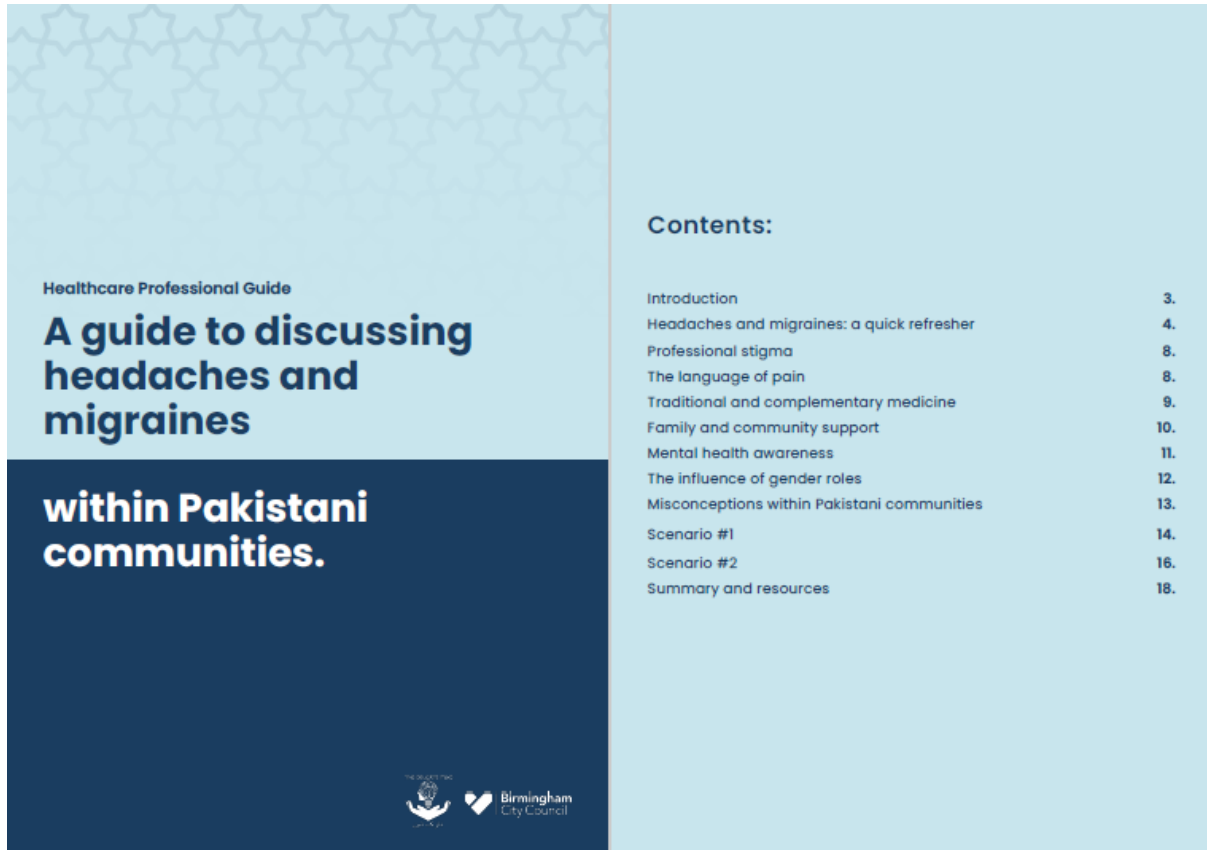 Healthcare Professional Guide
A guide to discussing
headaches and
migraines
within Pakistani
communities.
Birmingham
City Council
Contents:
Introduction 3.
Headaches and migraines: a quick refresher 4.
Professional stigma 8.
The language of pain 8.
Traditional and complementary medicine 9.
Family and community support 10.
Mental health awareness 11.
The influence of gender roles 12.
Misconceptions within Pakistani communities 13.
Scenario #1 14.
Scenario #2 16.
Summary and resources 18.